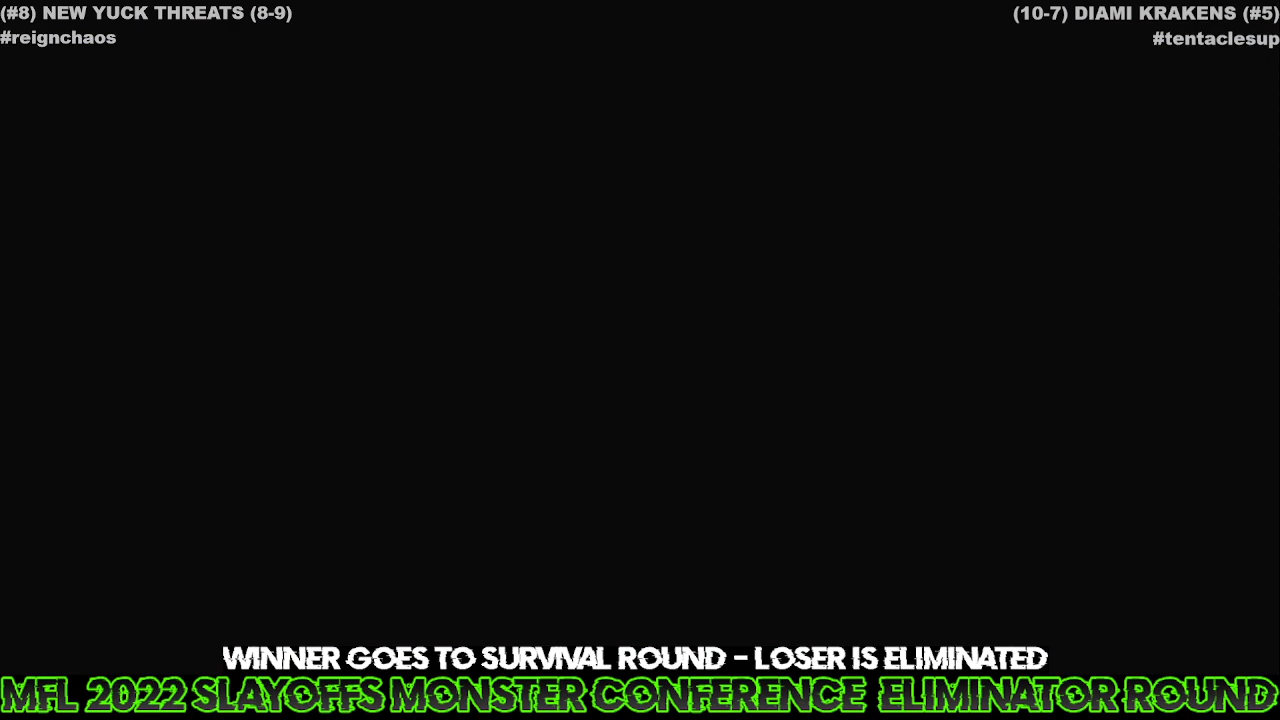 (#8) NEW YUCK THREATS (8-9)
#reignchaos
(10-7) DIAMI KRAKENS (#5)
#tentaclesup
WINNER GOES TO SURVIVAL ROUND - LOSER IS ELIMINATED
MFL 2022 SLAYOFFS MONSTER CONFERENCE ELIMINATOR ROUND